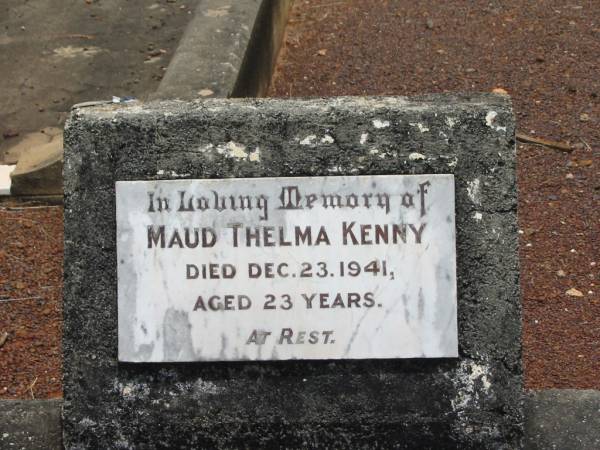 In Loving Memory of
MAUD THELMA KENNY
DIED DEC. 23. 1941,
AGED 23 YEARS.
AT REST.